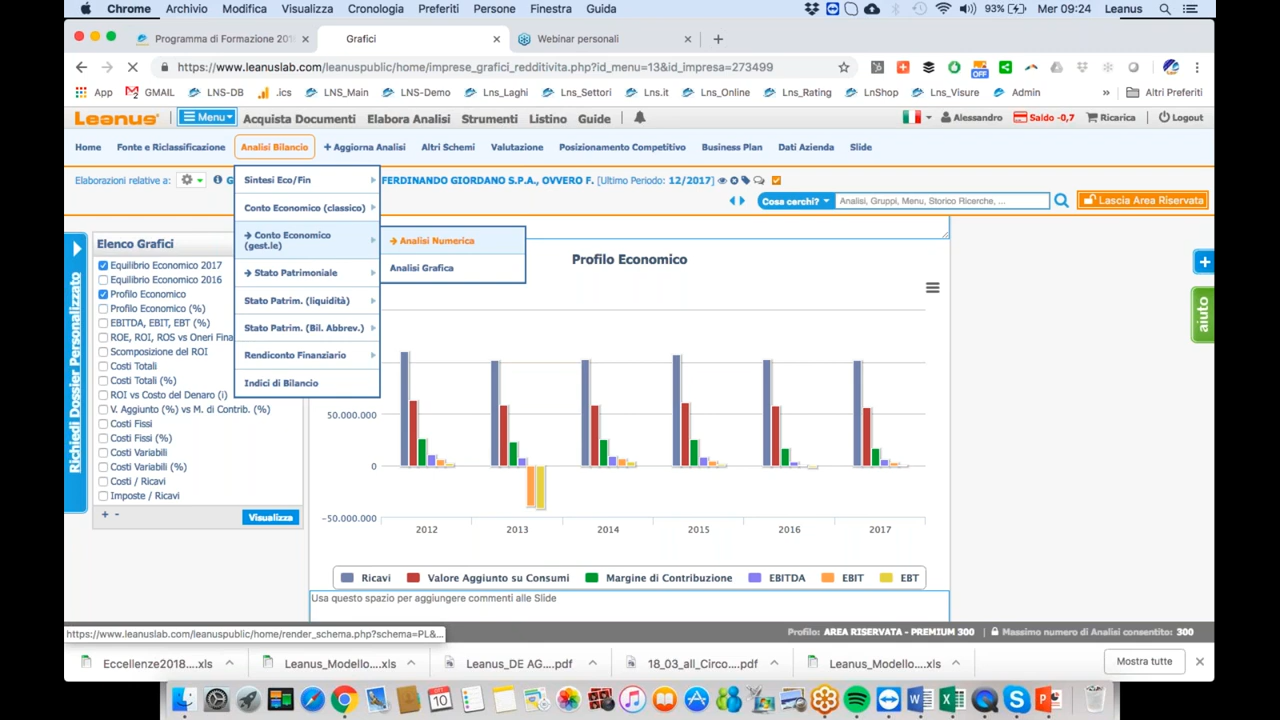 Chrome Archivio Modifica Visualizza Cronologia Preferiti Persone Finestra Guida 93% Mer 09:24 Leanus
Programma di Formazione 201 Grafici Webinar personali
https://www.leanuslab.com/leanuspublic/home/imprese_grafici_redditivita.php?id_menu=13&id_impresa=273499 OFF
App GMAIL LNS-DB .ics LNS_Main LNS-Demo Lns_Laghi Lns_Settori Lns.it Lns_Online Lns_Rating LnShop Lns_Visure Admin » Altri Preferiti
Leanus Menu Acquista Documenti Elabora Analisi Strumenti Listino Guide Alessandro Saldo -0,7 Ricarica Logout
Home Fonte e Riclassificazione Analisi Bilancio + Aggiorna Analisi Altri Schemi Valutazione Posizionamento Competitivo Business Plan Dati Azienda Slide
Elaborazioni relative a: G FERDINANDO GIORDANO S.P.A., OVVERO F. [Ultimo Periodo: 12/2017]
Cosa cerchi? Analisi, Gruppi, Menu, Storico Ricerche, ... Lascia Area Riservata
Sintesi Eco/Fin
Conto Economico (classico)
Conto Economico (gest.le)
Stato Patrimoniale
Stato Patrim. (liquidità)
Stato Patrim. (Bil. Abbrev.)
Rendiconto Finanziario
Indici di Bilancio
Analisi Numerica
Analisi Grafica
Richiedi Dossier Personalizzato
Elenco Grafici
Equilibrio Economico 2017
Equilibrio Economico 2016
Profilo Economico
Profilo Economico (%)
EBITDA, EBIT, EBT (%)
ROE, ROI, ROS vs Oneri Fina
Scomposizione del ROI
Costi Totali
Costi Totali (%)
ROI vs Costo del Denaro (i)
V. Aggiunto (%) vs M. di Contrib. (%)
Costi Fissi
Costi Fissi (%)
Costi Variabili
Costi Variabili (%)
Costi / Ricavi
Imposte / Ricavi
+ - Visualizza
Profilo Economico
50.000.000
0
-50.000.000
2012 2013 2014 2015 2016 2017
Ricavi Valore Aggiunto su Consumi Margine di Contribuzione EBITDA EBIT EBT
Usa questo spazio per aggiungere commenti alle Slide
+
aiuto
https://www.leanuslab.com/leanuspublic/home/render_schema.php?schema=PL&...
Profilo: AREA RISERVATA - PREMIUM 300 | Massimo numero di Analisi consentito: 300
Eccellenze2018....xls Leanus_Modello....xls Leanus_DE AG....pdf 18_03_all_Circo....pdf Leanus_Modello....xls Mostra tutte
10